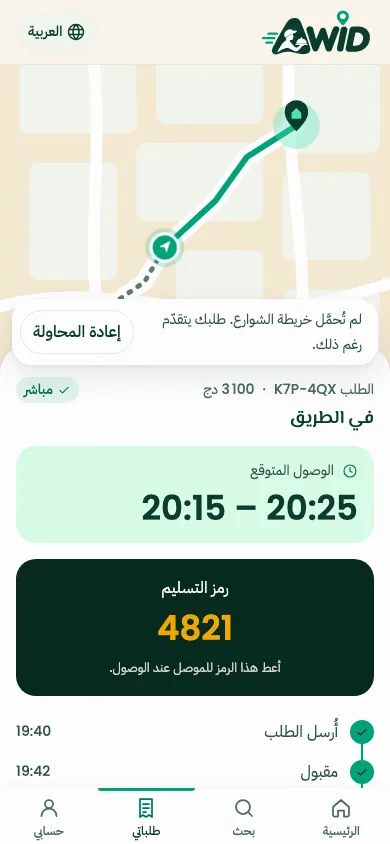 AWID
العربية
لم تُحمَّل خريطة الشوارع. طلبك يتقدّم
رغم ذلك.
إعادة المحاولة
الطلب K7P-4QX · 3100 دج
مباشر
في الطريق
الوصول المتوقع
20:15 – 20:25
رمز التسليم
4821
أعط هذا الرمز للموصل عند الوصول.
أُرسل الطلب
19:40
مقبول
19:42
الرئيسية
بحث
طلباتي
حسابي